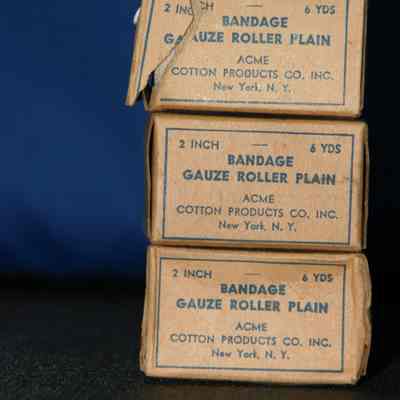 2 INCH — 6 YDS
BANDAGE
GAUZE ROLLER PLAIN
ACME
COTTON PRODUCTS CO. INC.
New York, N. Y.
2 INCH — 6 YDS
BANDAGE
GAUZE ROLLER PLAIN
ACME
COTTON PRODUCTS CO. INC.
New York, N. Y.
2 INCH — 6 YDS
BANDAGE
GAUZE ROLLER PLAIN
ACME
COTTON PRODUCTS CO. INC.
New York, N. Y.